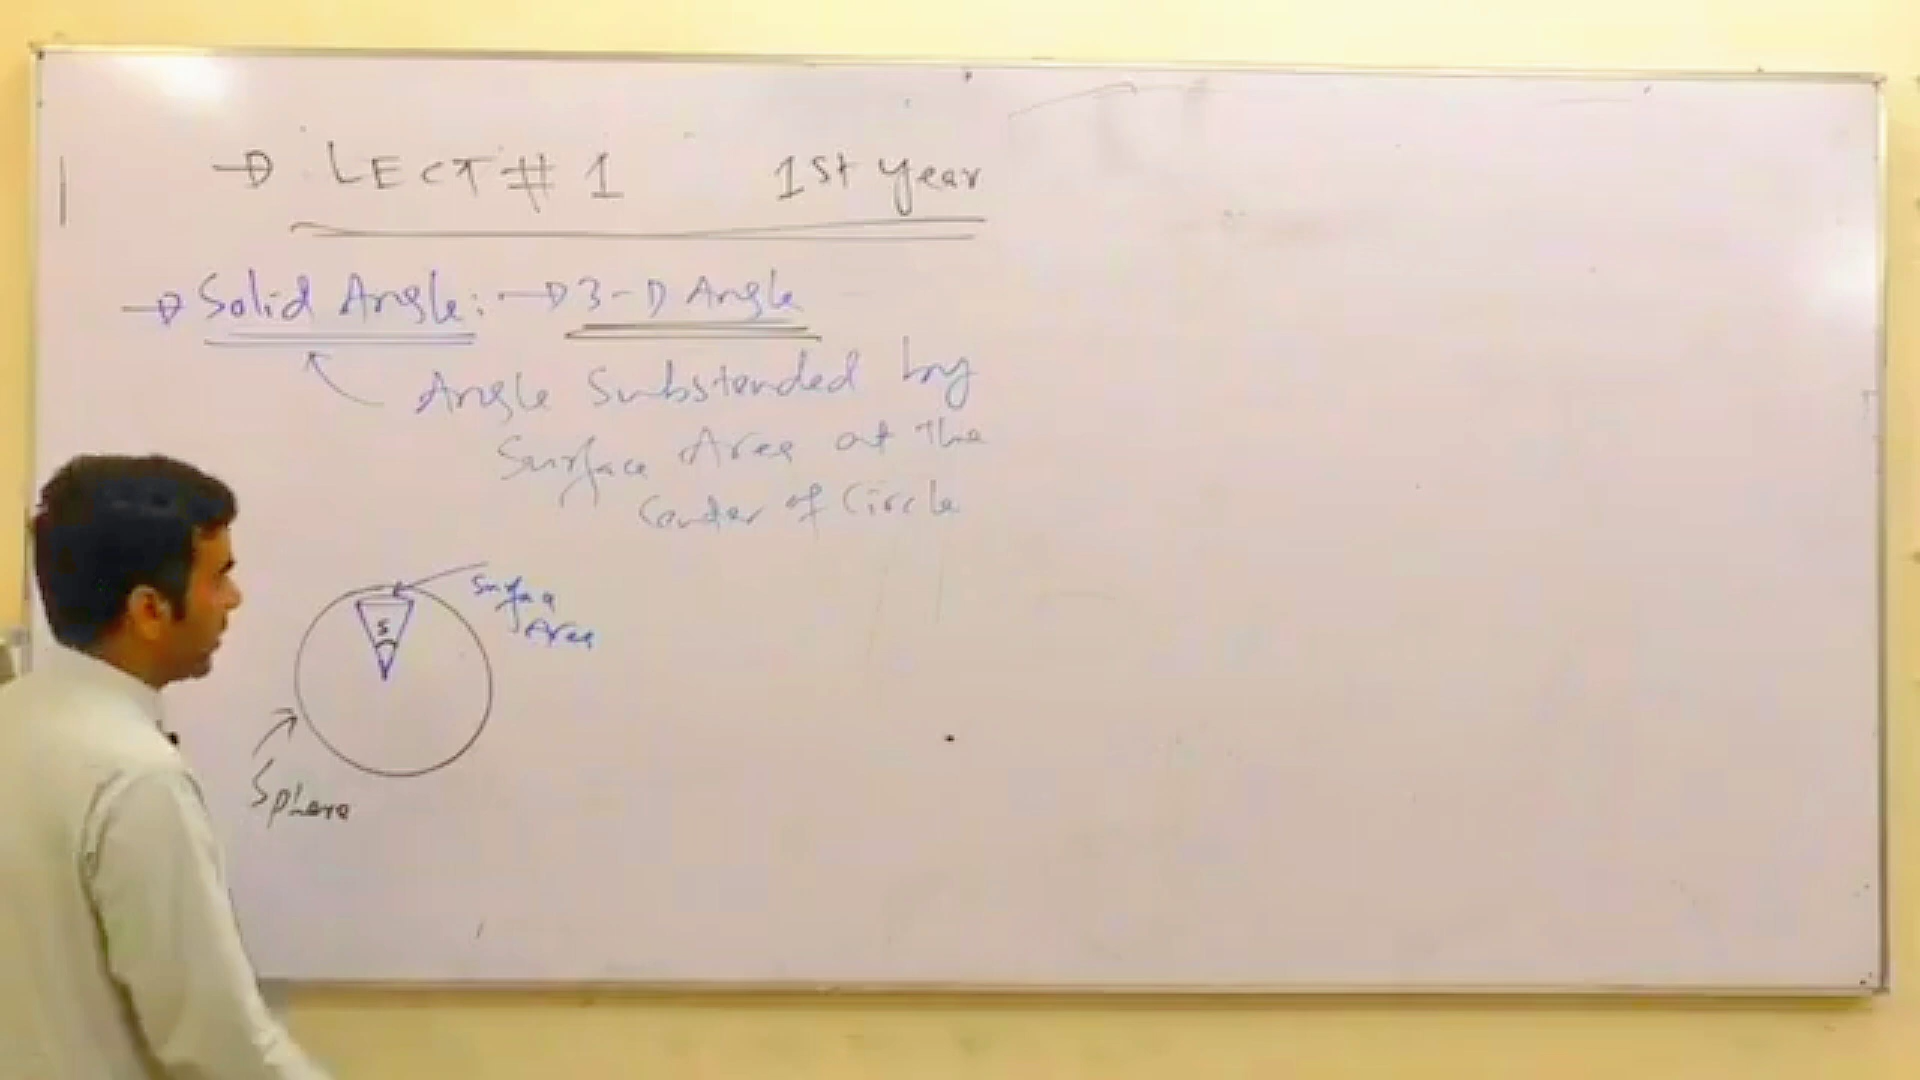 LECT # 1 1st year
Solid Angle: 3-D Angle
Angle Substended by
Surface Area at The
Center of Circle
Surface
Area
S
Sphere